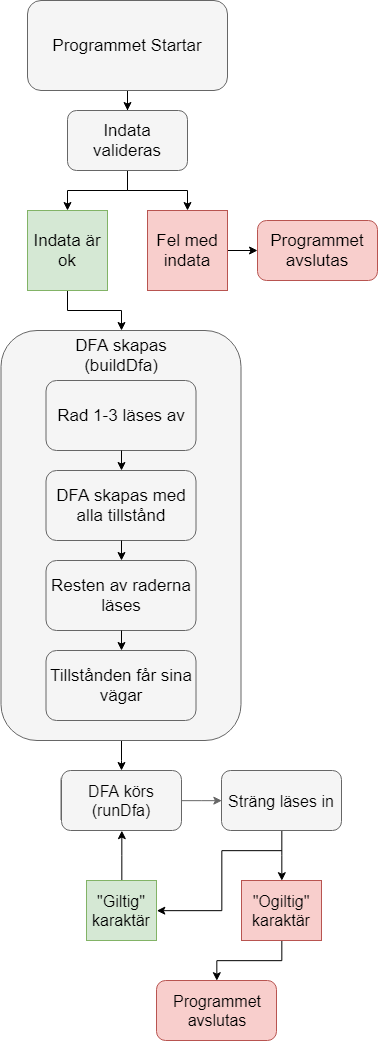 Programmet Startar
Indata
valideras
Indata är
ok
Fel med
indata
Programmet
avslutas
DFA skapas
(buildDfa)
Rad 1-3 läses av
DFA skapas med
alla tillstånd
Resten av raderna
läses
Tillstånden får sina
vägar
DFA körs
(runDfa)
Sträng läses in
"Giltig"
karaktär
"Ogiltig"
karaktär
Programmet
avslutas